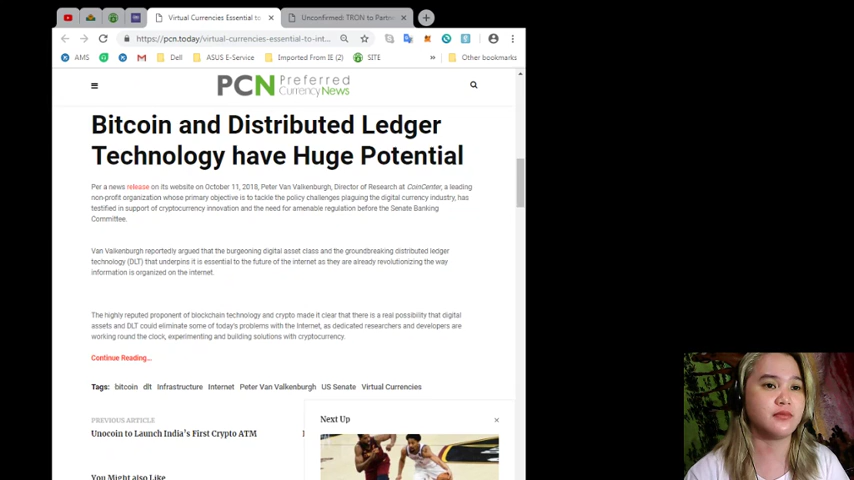 Virtual Currencies Essential to
Unconfirmed: TRON to Partn
https://pcn.today/virtual-currencies-essential-to-int...
AMS
Dell
ASUS E-Service
Imported From IE (2)
SITE
Other bookmarks
PCN Preferred
Currency News
Bitcoin and Distributed Ledger
Technology have Huge Potential
Per a news release on its website on October 11, 2018, Peter Van Valkenburgh, Director of Research at CoinCenter, a leading
non-profit organization whose primary objective is to tackle the policy challenges plaguing the digital currency industry, has
testified in support of cryptocurrency innovation and the need for amenable regulation before the Senate Banking
Committee.
Van Valkenburgh reportedly argued that the burgeoning digital asset class and the groundbreaking distributed ledger
technology (DLT) that underpins it is essential to the future of the internet as they are already revolutionizing the way
information is organized on the internet.
The highly reputed proponent of blockchain technology and crypto made it clear that there is a real possibility that digital
assets and DLT could eliminate some of today's problems with the Internet, as dedicated researchers and developers are
working round the clock, experimenting and building solutions with cryptocurrency.
Continue Reading...
Tags: bitcoin dlt Infrastructure Internet Peter Van Valkenburgh US Senate Virtual Currencies
PREVIOUS ARTICLE
Unocoin to Launch India's First Crypto ATM
Next Up
You Might also Like